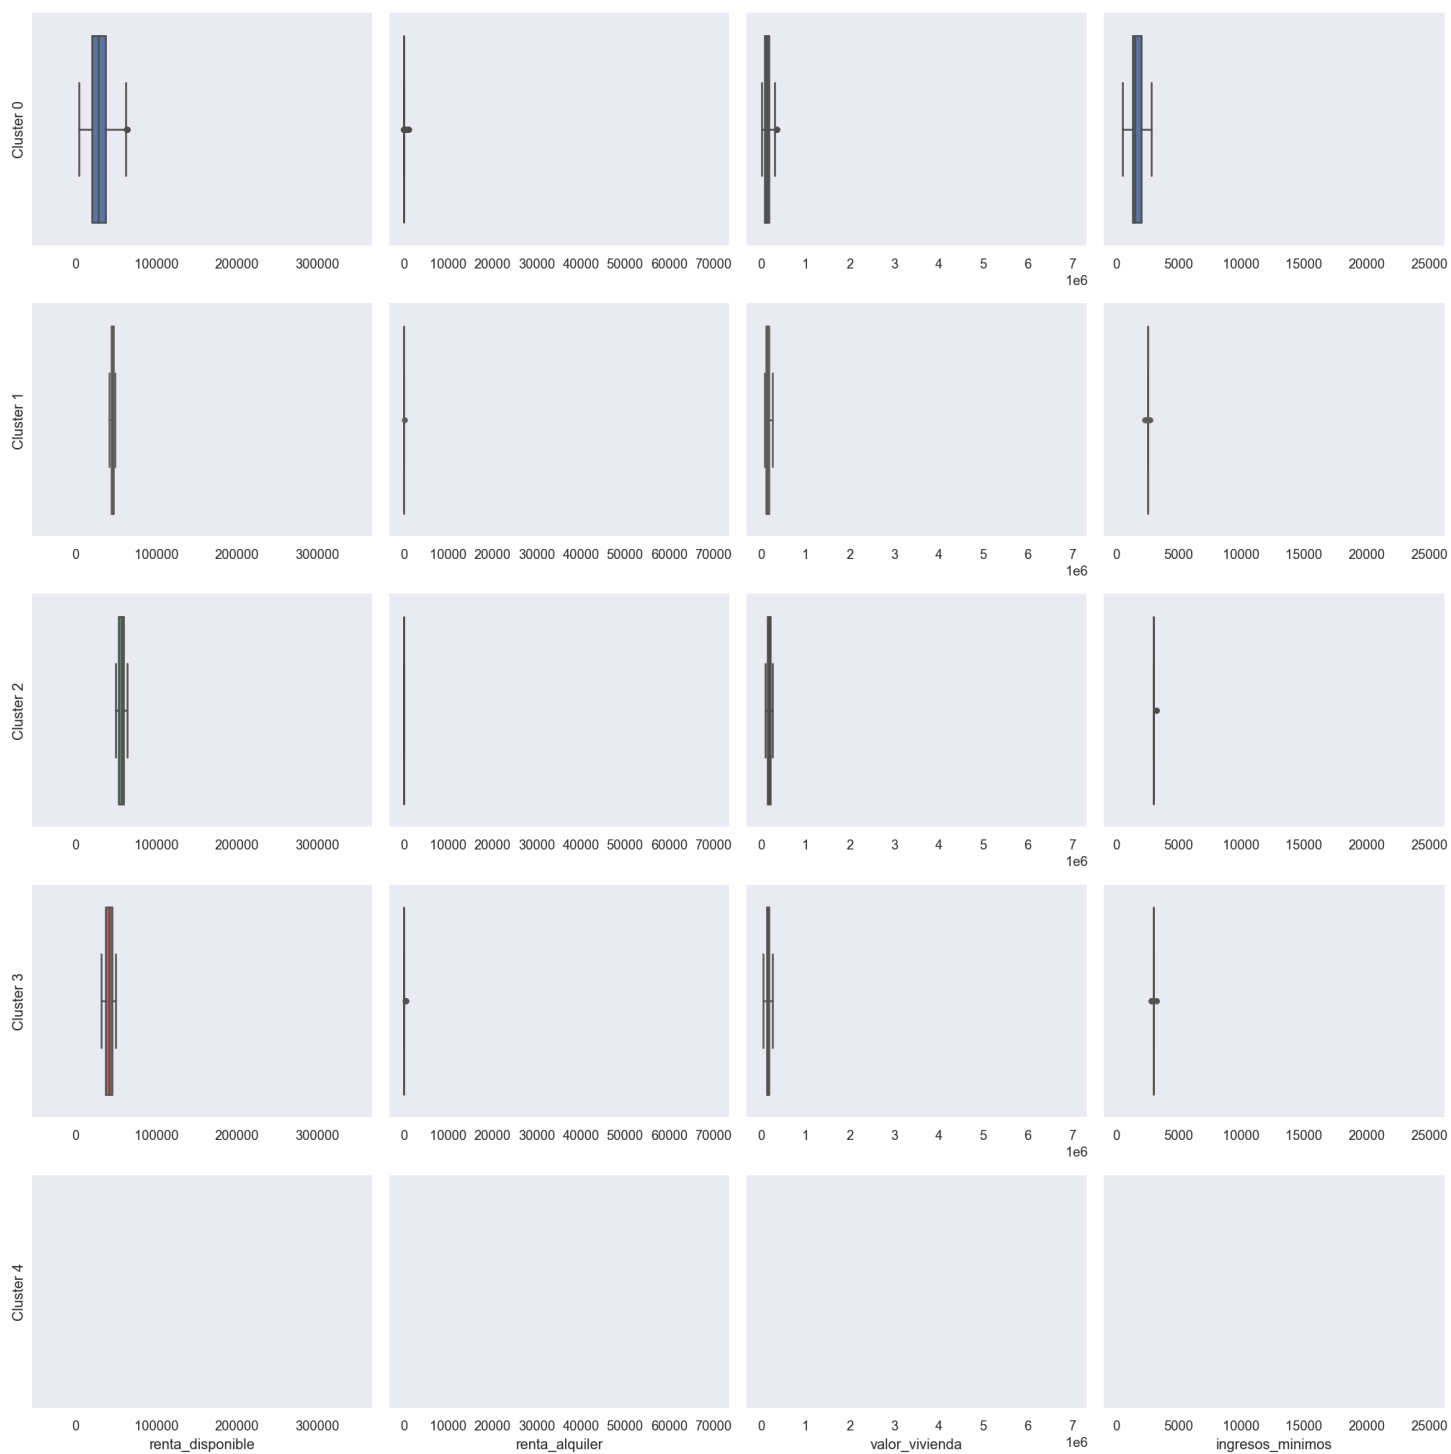 Cluster 0
0 100000 200000 300000
0 10000 20000 30000 40000 50000 60000 70000
0 1 2 3 4 5 6 7
1e6
0 5000 10000 15000 20000 25000
Cluster 1
0 100000 200000 300000
0 10000 20000 30000 40000 50000 60000 70000
0 1 2 3 4 5 6 7
1e6
0 5000 10000 15000 20000 25000
Cluster 2
0 100000 200000 300000
0 10000 20000 30000 40000 50000 60000 70000
0 1 2 3 4 5 6 7
1e6
0 5000 10000 15000 20000 25000
Cluster 3
0 100000 200000 300000
0 10000 20000 30000 40000 50000 60000 70000
0 1 2 3 4 5 6 7
1e6
0 5000 10000 15000 20000 25000
Cluster 4
0 100000 200000 300000
renta_disponible
0 10000 20000 30000 40000 50000 60000 70000
renta_alquiler
0 1 2 3 4 5 6 7
1e6
valor_vivienda
0 5000 10000 15000 20000 25000
ingresos_minimos